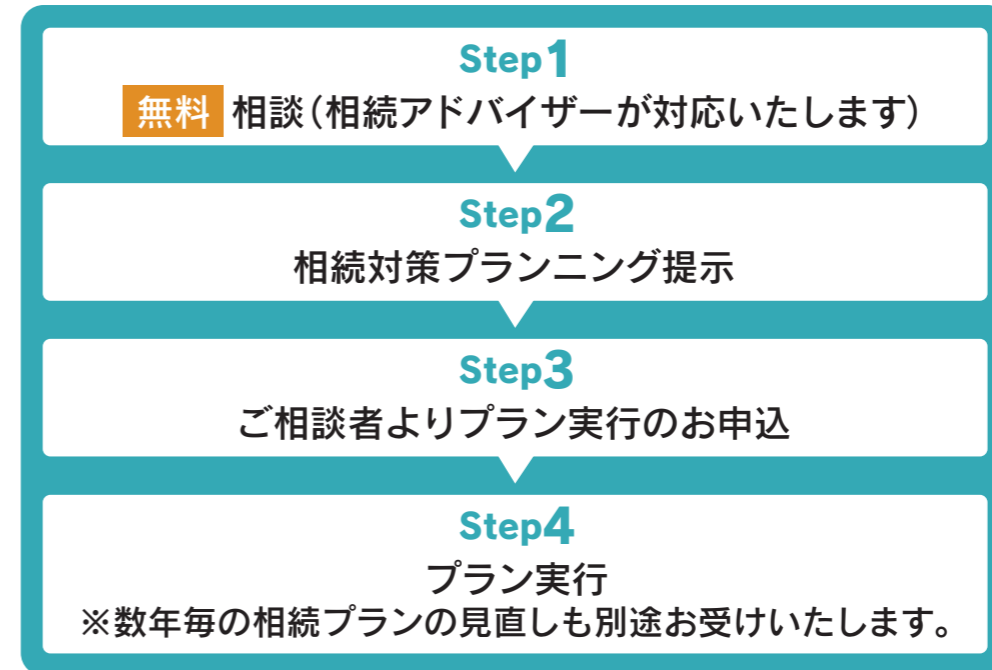 Step1
無料 相談(相続アドバイザーが対応いたします)
Step2
相続対策プランニング提示
Step3
ご相談者よりプラン実行のお申込
Step4
プラン実行
※数年毎の相続プランの見直しも別途お受けいたします。